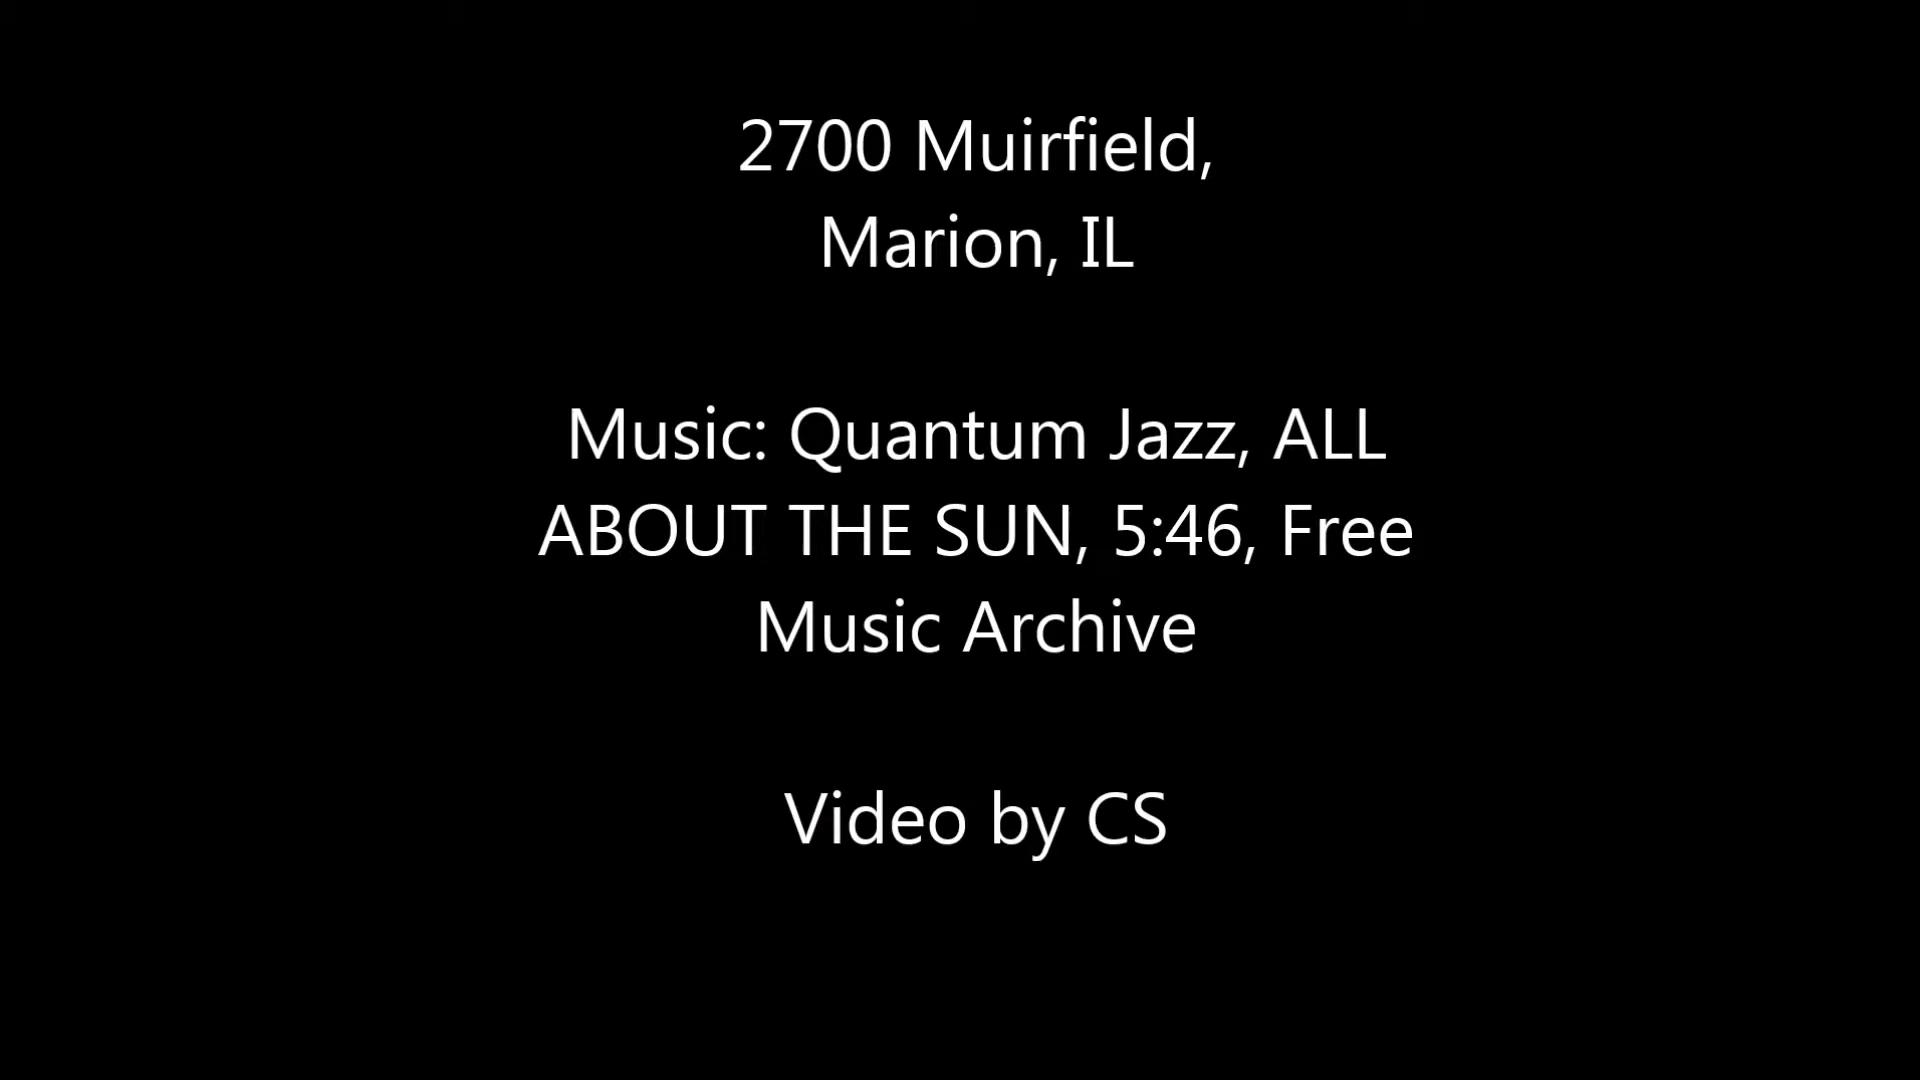 2700 Muirfield,
Marion, IL
Music: Quantum Jazz, ALL
ABOUT THE SUN, 5:46, Free
Music Archive
Video by CS